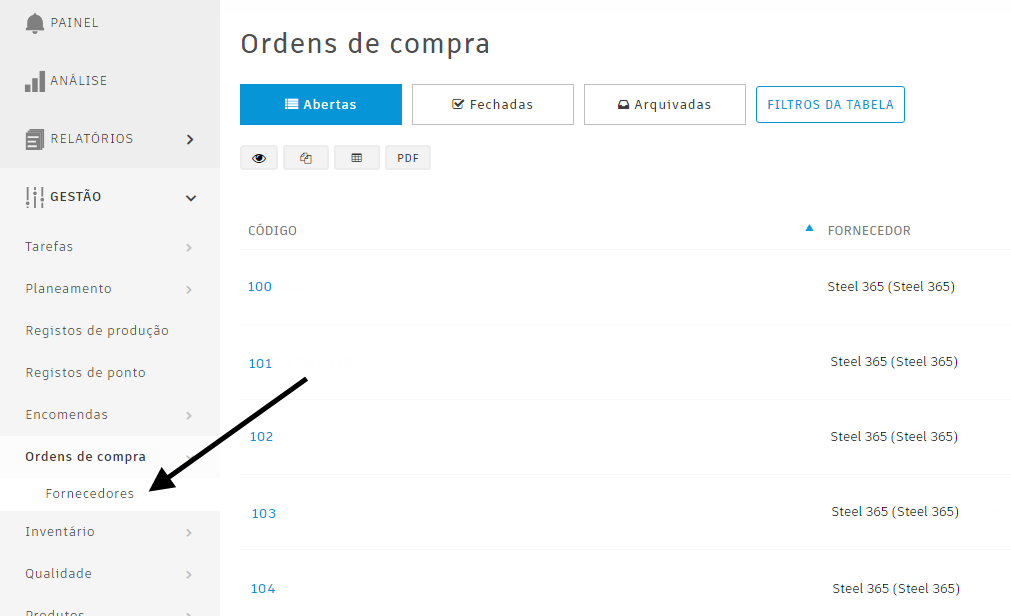 PAINEL
ANÁLISE
RELATÓRIOS
GESTÃO
Tarefas
Planeamento
Registos de produção
Registos de ponto
Encomendas
Ordens de compra
Fornecedores
Inventário
Qualidade
Produtos
Ordens de compra
Abertas Fechadas Arquivadas FILTROS DA TABELA
PDF
CÓDIGO FORNECEDOR
100 Steel 365 (Steel 365)
101 Steel 365 (Steel 365)
102 Steel 365 (Steel 365)
103 Steel 365 (Steel 365)
104 Steel 365 (Steel 365)